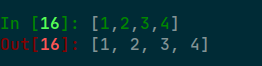 In [16]: [1,2,3,4]
Out[16]: [1, 2, 3, 4]